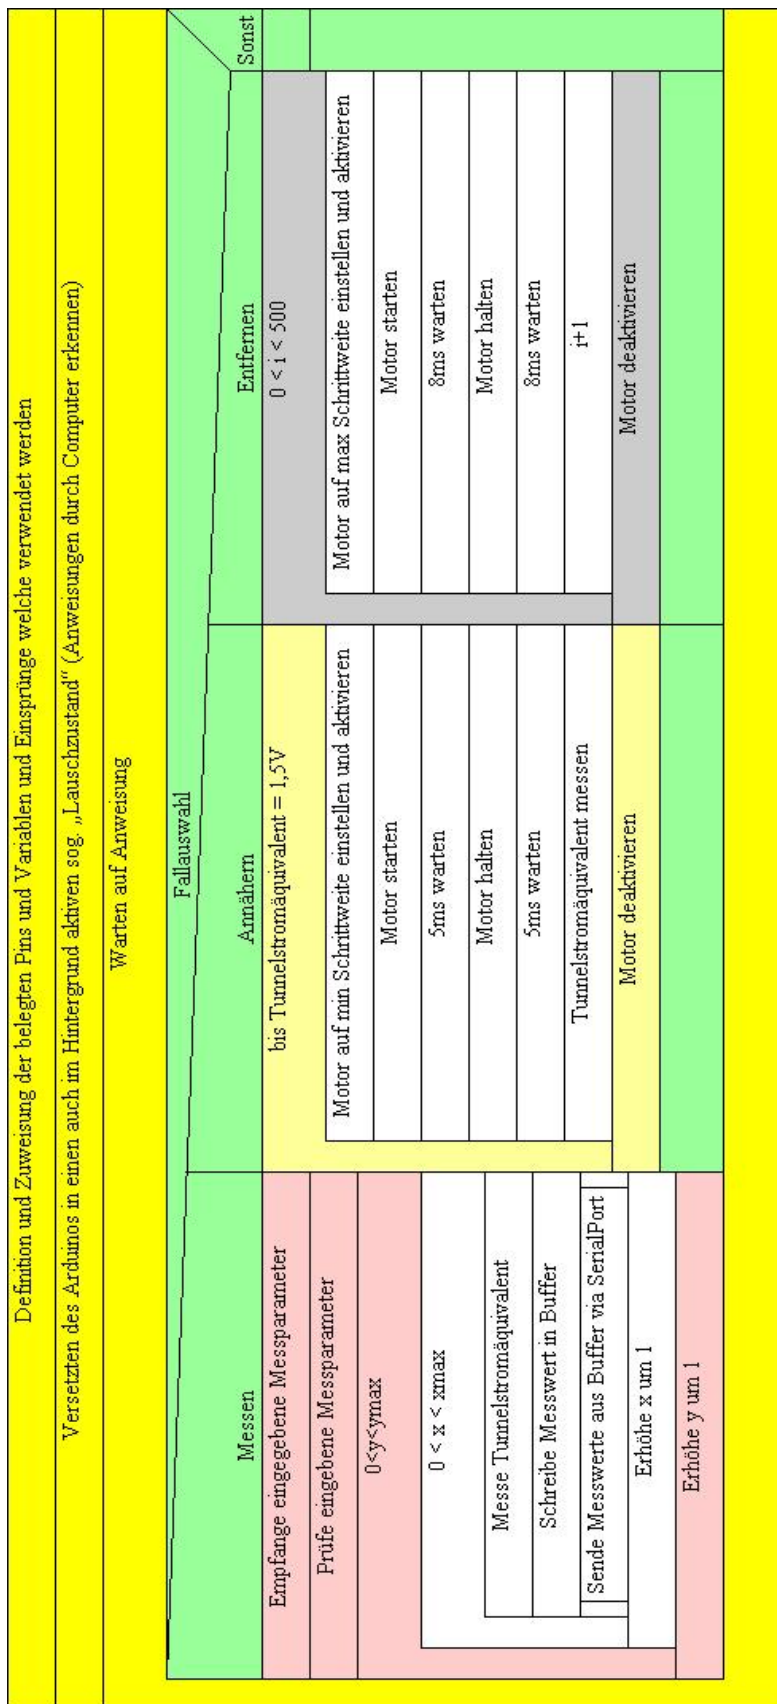 Definition und Zuweisung der belegten Pins und Variablen und Einsprünge welche verwendet werden
Versetzten des Arduinos in einen auch im Hintergrund aktiven sog. „Lauschzustand“ (Anweisungen durch Computer erkennen)
Warten auf Anweisung
Fallauswahl
Messen
Annähern
Entfernen
Sonst
Empfange eingegebene Messparameter
Prüfe eingebene Messparameter
0<y<ymax
0 < x < xmax
Messe Tunnelstromäquivalent
Schreibe Messwert in Buffer
Sende Messwerte aus Buffer via SerialPort
Erhöhe x um 1
Erhöhe y um 1
bis Tunnelstromäquivalent = 1,5V
Motor auf min Schrittweite einstellen und aktivieren
Motor starten
5ms warten
Motor halten
5ms warten
Tunnelstromäquivalent messen
Motor deaktivieren
0 < i < 500
Motor auf max Schrittweite einstellen und aktivieren
Motor starten
8ms warten
Motor halten
8ms warten
i+1
Motor deaktivieren